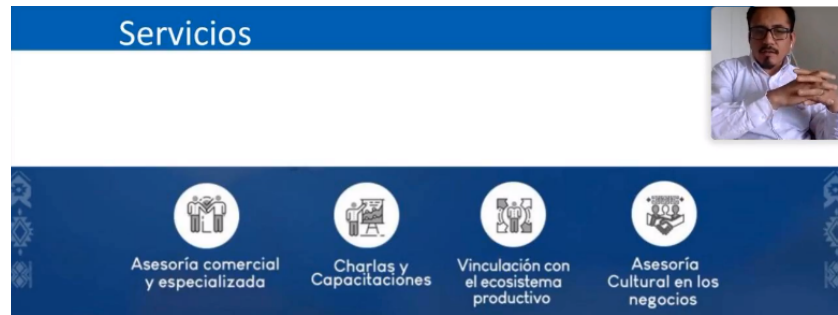 Servicios
Asesoría comercial
y especializada
Charlas y
Capacitaciones
Vinculación con
el ecosistema
productivo
Asesoría
Cultural en los
negocios